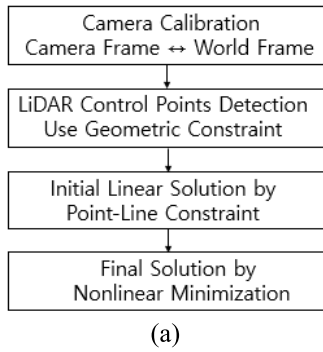 Camera Calibration
Camera Frame ↔ World Frame
LiDAR Control Points Detection
Use Geometric Constraint
Initial Linear Solution by
Point-Line Constraint
Final Solution by
Nonlinear Minimization
(a)